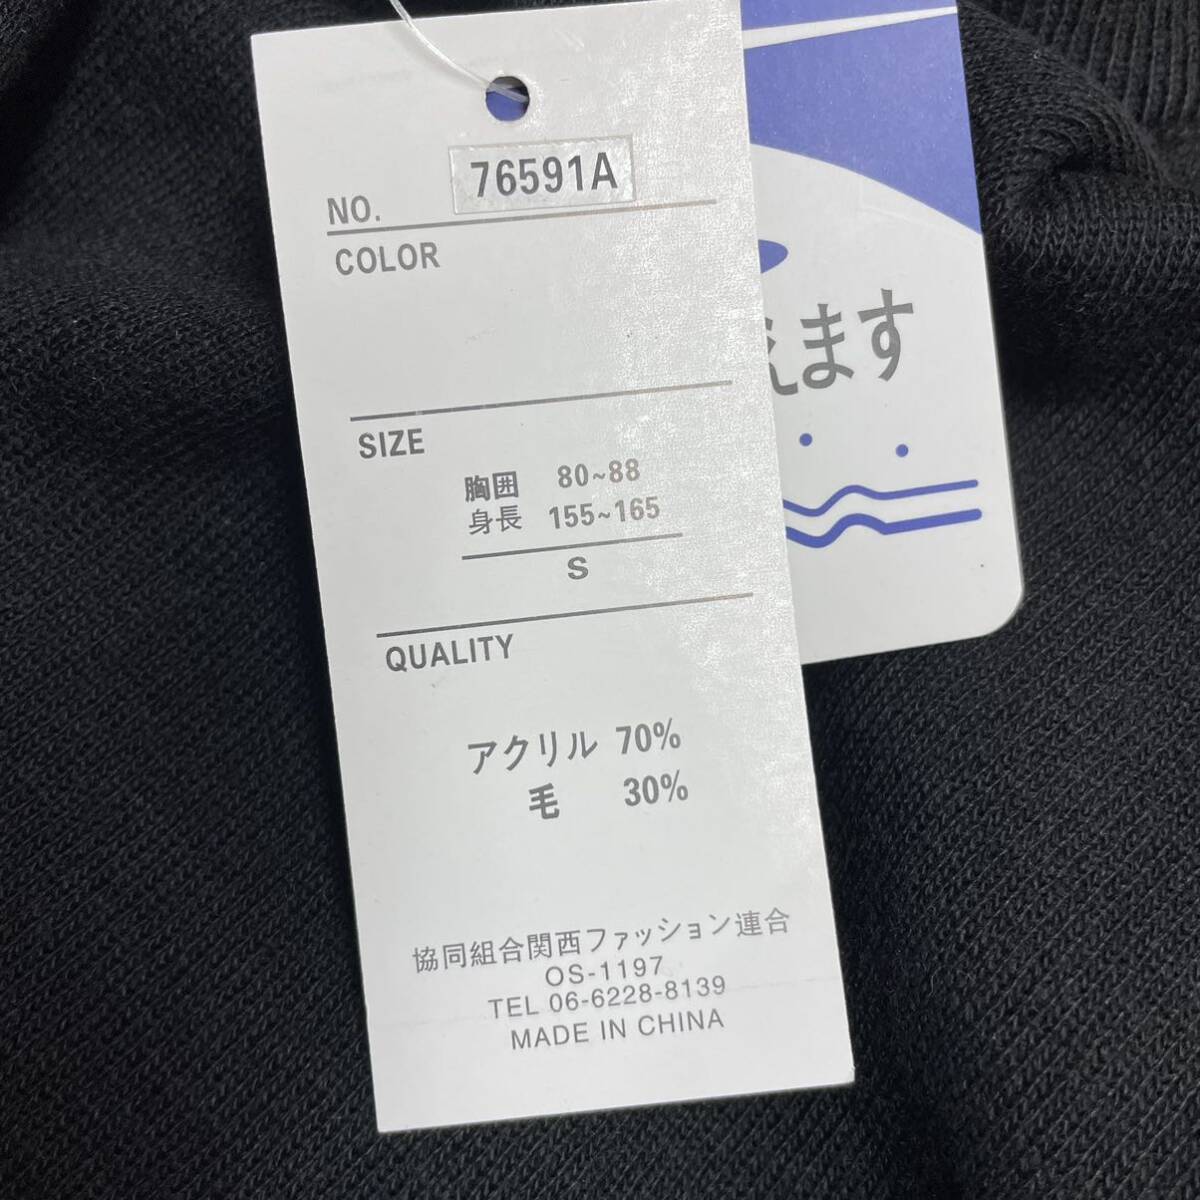 76591A
NO.
COLOR
SIZE
胸囲 80~88
身長 155~165
S
QUALITY
アクリル 70%
毛 30%
協同組合関西ファッション連合
OS-1197
TEL 06-6228-8139
MADE IN CHINA
えます